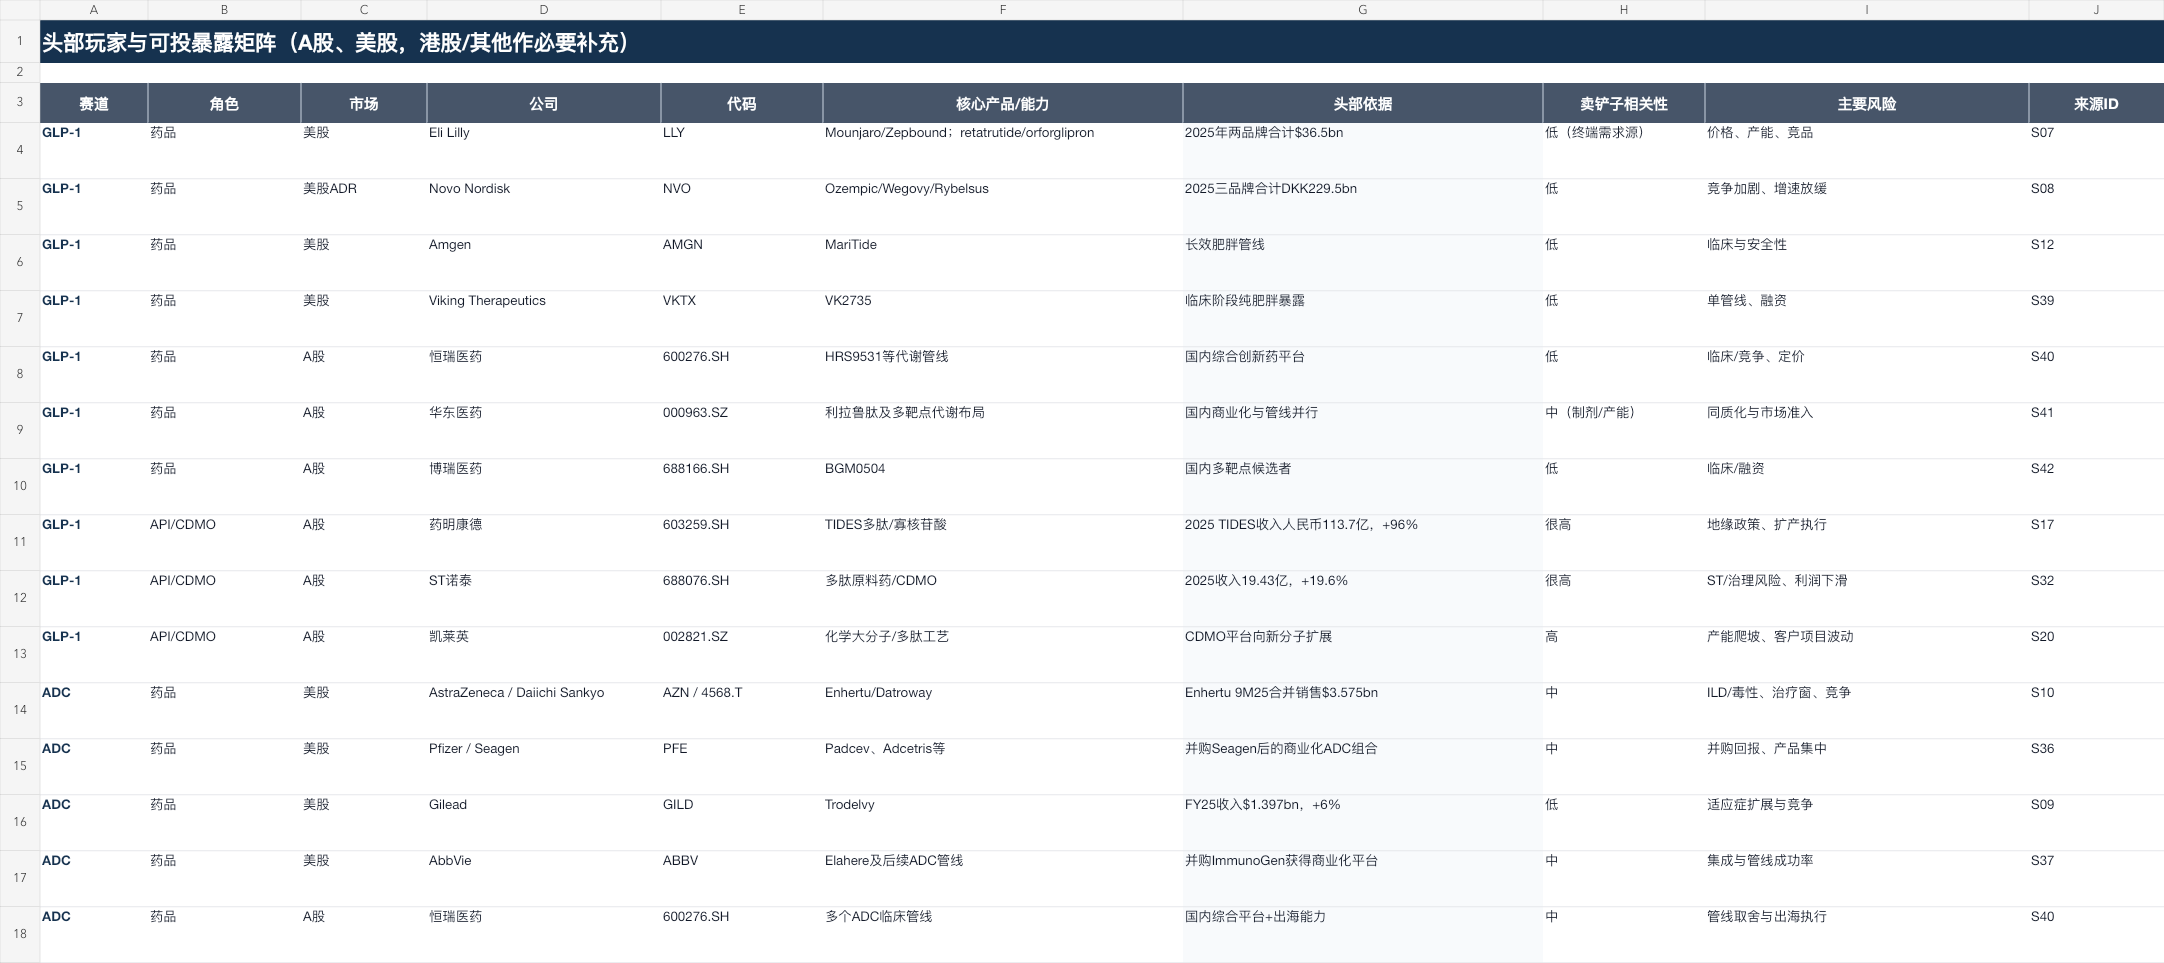 A B C D E F G H I J
1 头部玩家与可投暴露矩阵（A股、美股，港股/其他作必要补充）
2
3 赛道 角色 市场 公司 代码 核心产品/能力 头部依据 卖铲子相关性 主要风险 来源ID
4 GLP-1 药品 美股 Eli Lilly LLY Mounjaro/Zepbound；retatrutide/orforglipron 2025年两品牌合计$36.5bn 低（终端需求源） 价格、产能、竞品 S07
5 GLP-1 药品 美股ADR Novo Nordisk NVO Ozempic/Wegovy/Rybelsus 2025三品牌合计DKK229.5bn 低 竞争加剧、增速放缓 S08
6 GLP-1 药品 美股 Amgen AMGN MariTide 长效肥胖管线 低 临床与安全性 S12
7 GLP-1 药品 美股 Viking Therapeutics VKTX VK2735 临床阶段纯肥胖暴露 低 单管线、融资 S39
8 GLP-1 药品 A股 恒瑞医药 600276.SH HRS9531等代谢管线 国内综合创新药平台 低 临床/竞争、定价 S40
9 GLP-1 药品 A股 华东医药 000963.SZ 利拉鲁肽及多靶点代谢布局 国内商业化与管线并行 中（制剂/产能） 同质化与市场准入 S41
10 GLP-1 药品 A股 博瑞医药 688166.SH BGM0504 国内多靶点候选者 低 临床/融资 S42
11 GLP-1 API/CDMO A股 药明康德 603259.SH TIDES多肽/寡核苷酸 2025 TIDES收入人民币113.7亿，+96% 很高 地缘政策、扩产执行 S17
12 GLP-1 API/CDMO A股 ST诺泰 688076.SH 多肽原料药/CDMO 2025收入19.43亿，+19.6% 很高 ST/治理风险、利润下滑 S32
13 GLP-1 API/CDMO A股 凯莱英 002821.SZ 化学大分子/多肽工艺 CDMO平台向新分子扩展 高 产能爬坡、客户项目波动 S20
14 ADC 药品 美股 AstraZeneca / Daiichi Sankyo AZN / 4568.T Enhertu/Datroway Enhertu 9M25合并销售$3.575bn 中 ILD/毒性、治疗窗、竞争 S10
15 ADC 药品 美股 Pfizer / Seagen PFE Padcev、Adcetris等 并购Seagen后的商业化ADC组合 中 并购回报、产品集中 S36
16 ADC 药品 美股 Gilead GILD Trodelvy FY25收入$1.397bn，+6% 低 适应症扩展与竞争 S09
17 ADC 药品 美股 AbbVie ABBV Elahere及后续ADC管线 并购ImmunoGen获得商业化平台 中 集成与管线成功率 S37
18 ADC 药品 A股 恒瑞医药 600276.SH 多个ADC临床管线 国内综合平台+出海能力 中 管线取舍与出海执行 S40